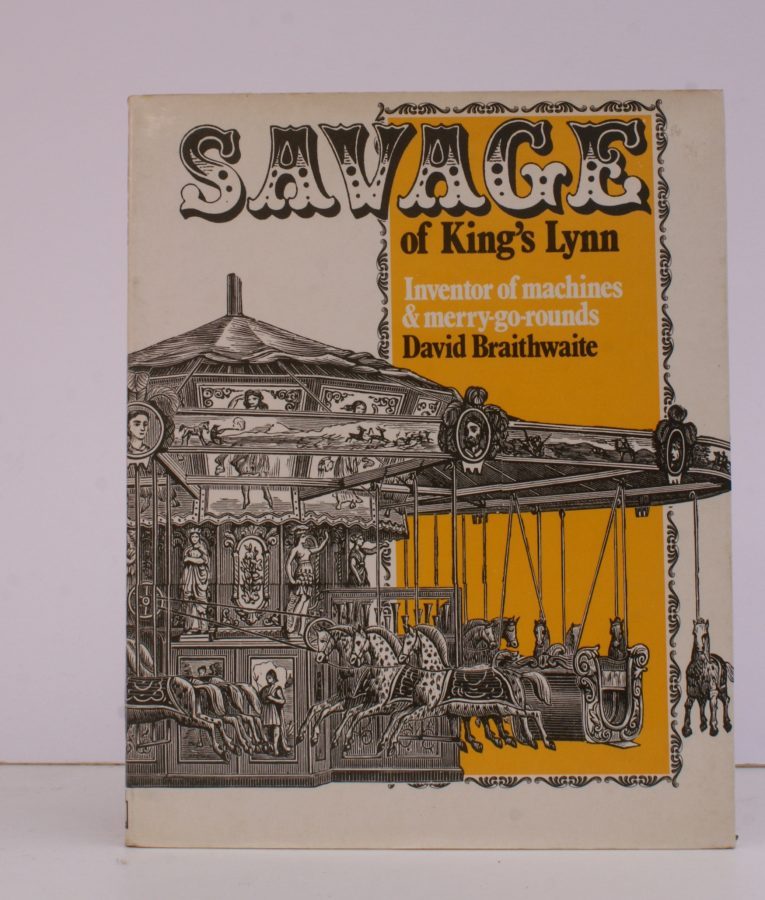 SAVAGE
of King's Lynn
Inventor of machines
& merry-go-rounds
David Braithwaite